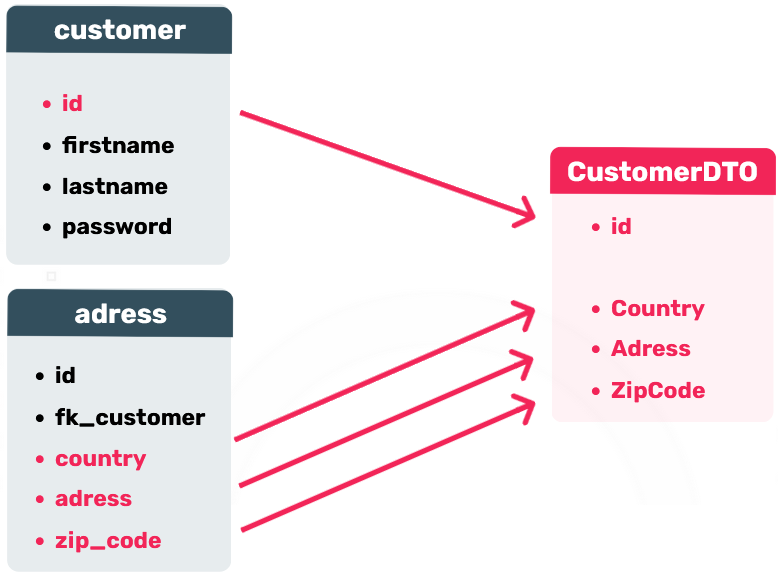 customer
• id
• firstname
• lastname
• password
adress
• id
• fk_customer
• country
• adress
• zip_code
CustomerDTO
• id
• Country
• Adress
• ZipCode